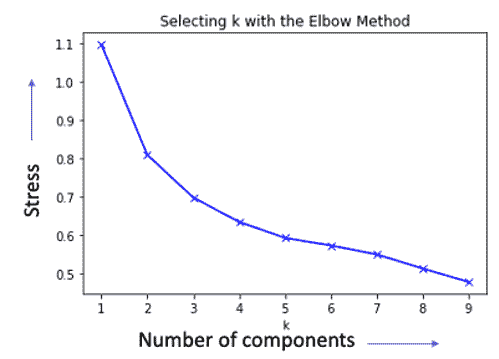 Selecting k with the Elbow Method
1.1
1.0
0.9
0.8
0.7
0.6
0.5
Stress
1 2 3 4 5 6 7 8 9
k
Number of components